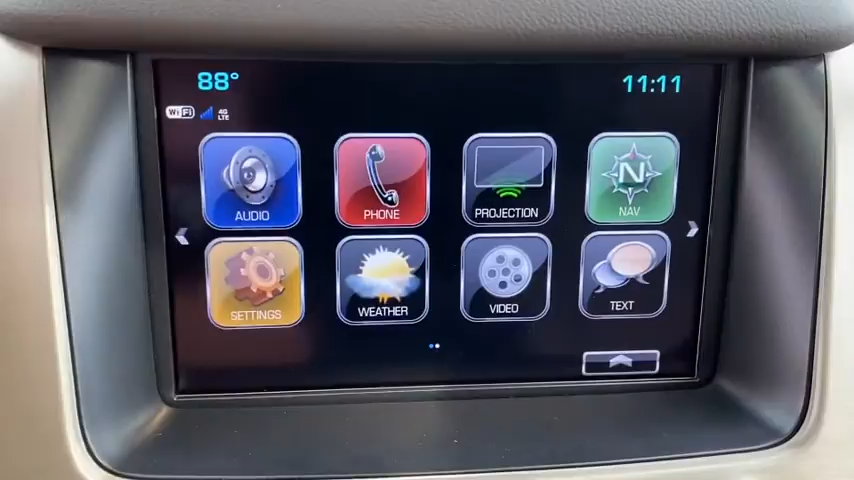 88° 11:11
WiFi 4G LTE
AUDIO PHONE PROJECTION N NAV
SETTINGS WEATHER VIDEO TEXT